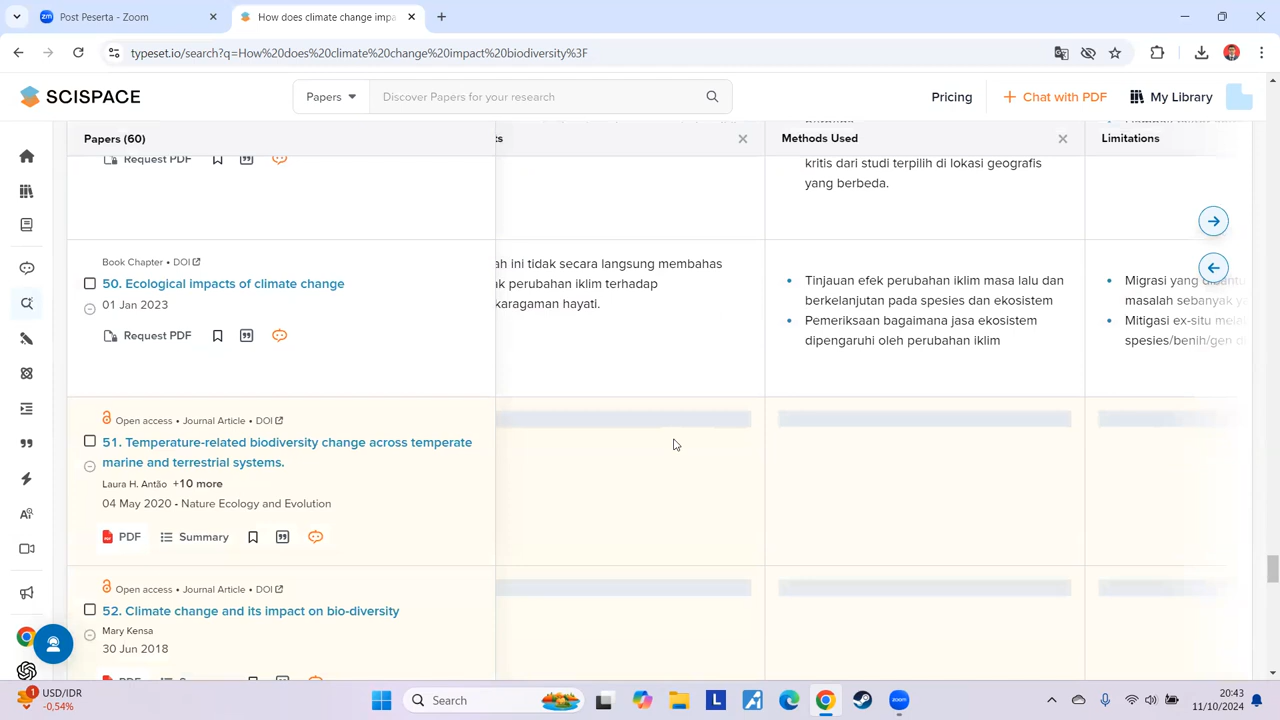 Post Peserta - Zoom
How does climate change impa
typeset.io/search?q=How%20does%20climate%20change%20impact%20biodiversity%3F
SCISPACE
Papers
Discover Papers for your research
Pricing
Chat with PDF
My Library
Papers (60)
ts
Methods Used
Limitations
Request PDF
kritis dari studi terpilih di lokasi geografis
yang berbeda.
Book Chapter • DOI
50. Ecological impacts of climate change
01 Jan 2023
Request PDF
ah ini tidak secara langsung membahas
k perubahan iklim terhadap
karagaman hayati.
Tinjauan efek perubahan iklim masa lalu dan
berkelanjutan pada spesies dan ekosistem
Pemeriksaan bagaimana jasa ekosistem
dipengaruhi oleh perubahan iklim
Migrasi yang
masalah sebanyak
Mitigasi ex-situ
spesies/benih/gen
Open access • Journal Article • DOI
51. Temperature-related biodiversity change across temperate
marine and terrestrial systems.
Laura H. Antão +10 more
04 May 2020 - Nature Ecology and Evolution
PDF
Summary
Open access • Journal Article • DOI
52. Climate change and its impact on bio-diversity
Mary Kensa
30 Jun 2018
1
USD/IDR
-0,54%
Search
zoom
20:43
11/10/2024